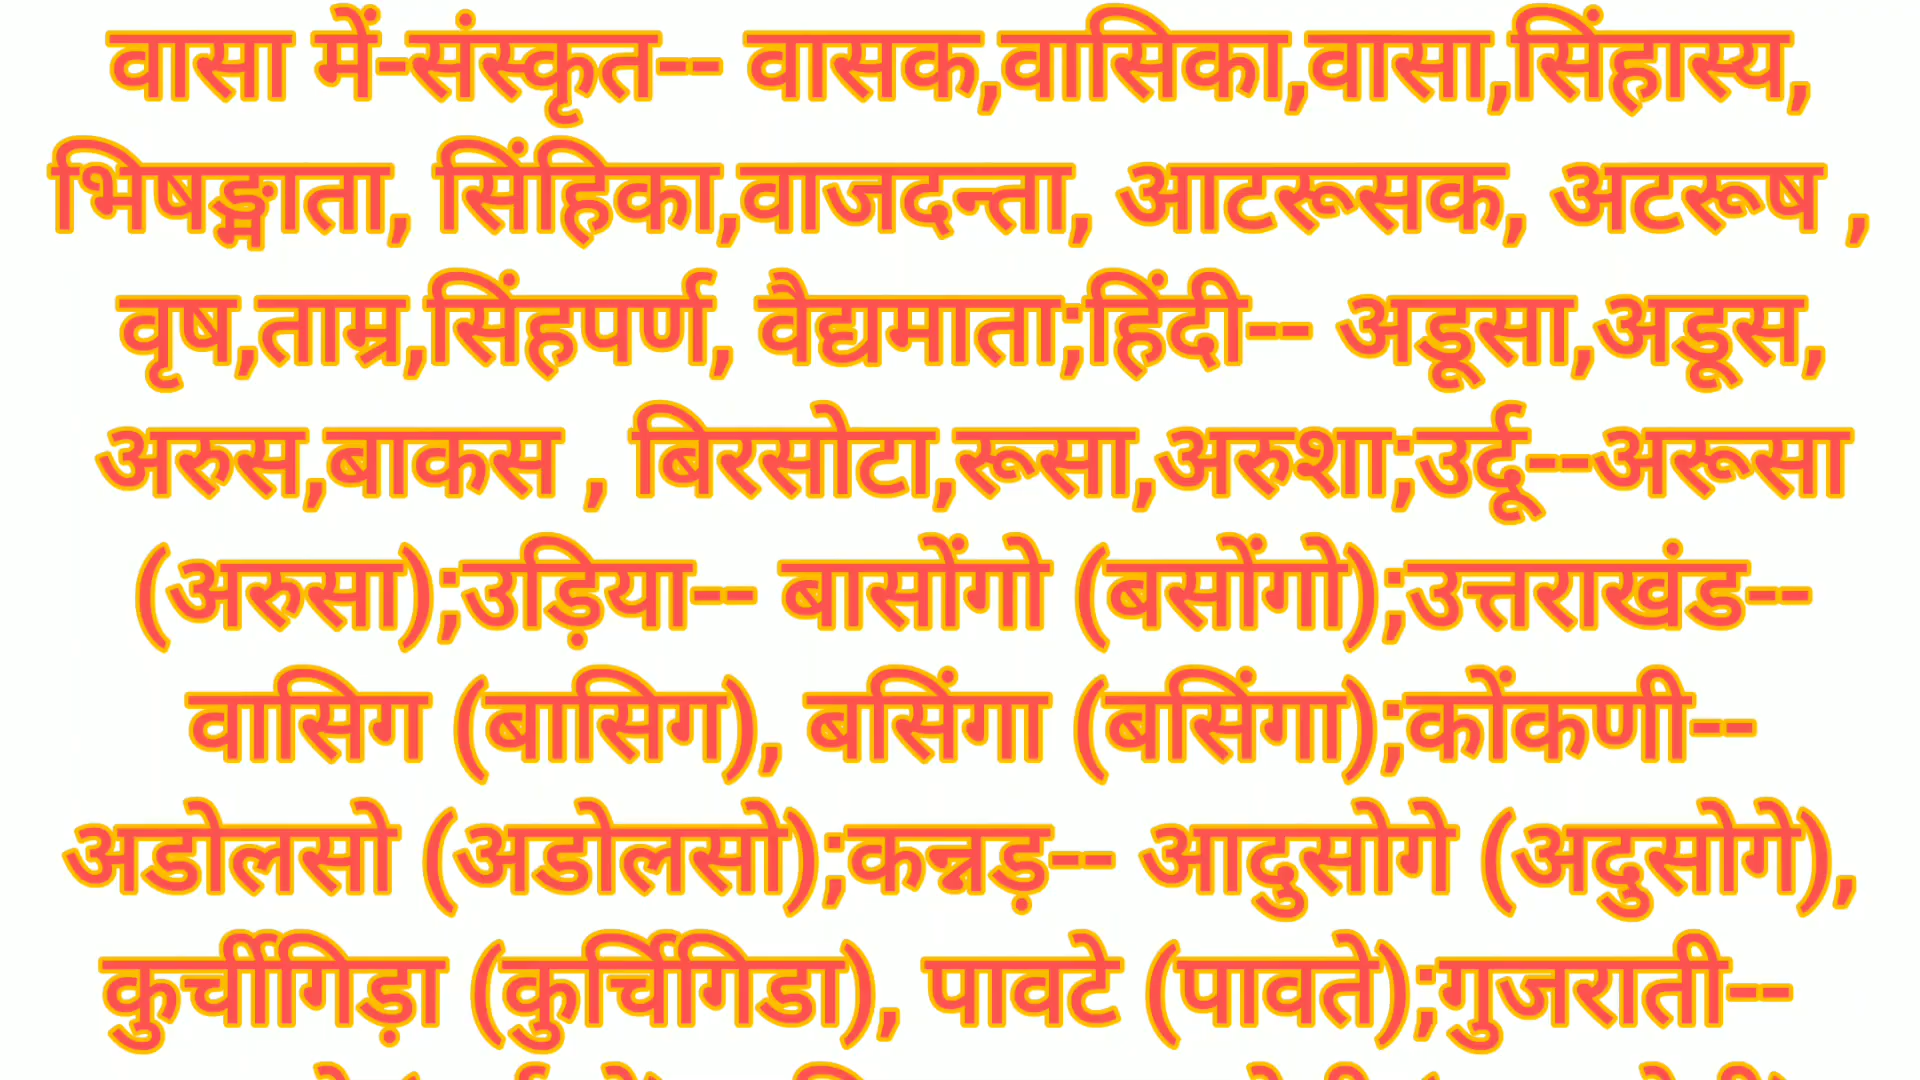 वासा में-संस्कृत-- वासक,वासिका,वासा,सिंहास्य,
भिषङ्माता, सिंहिका,वाजदन्ता, आटरूसक, अटरूष ,
वृष,ताम्र,सिंहपर्ण, वैद्यमाता;हिंदी-- अडूसा,अडूस,
अरुस,बाकस , बिरसोटा,रूसा,अरुशा;उर्दू--अरूसा
(अरुसा);उड़िया-- बासोंगो (बसोंगो);उत्तराखंड--
वासिग (बासिग), बसिंगा (बसिंगा);कोंकणी--
अडोलसो (अडोलसो);कन्नड़-- आदुसोगे (अदुसोगे),
कुर्चीगिड़ा (कुर्चिगिडा), पावटे (पावते);गुजराती--